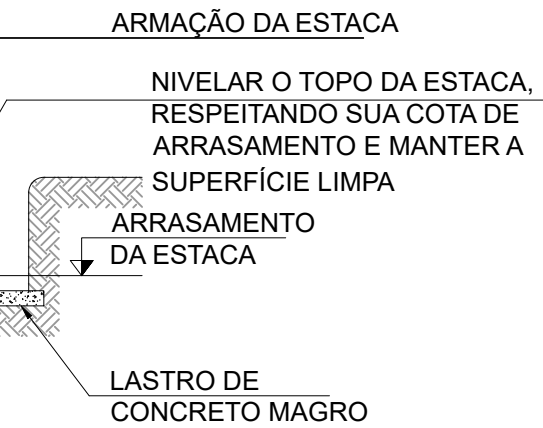 ARMAÇÃO DA ESTACA
NIVELAR O TOPO DA ESTACA,
RESPEITANDO SUA COTA DE
ARRASAMENTO E MANTER A
SUPERFÍCIE LIMPA
ARRASAMENTO
DA ESTACA
LASTRO DE
CONCRETO MAGRO